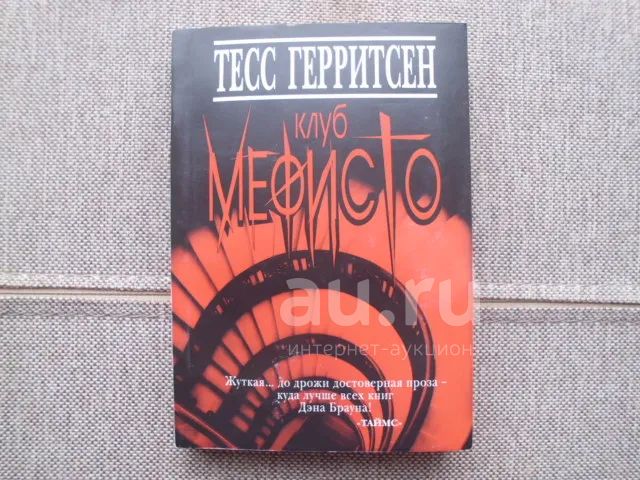 ТЕСС ГЕРРИТСЕН
клуб
МЕФИСТО
au.ru
интернет-аукцион
Жуткая... до дрожи достоверная проза –
куда лучше всех книг
Дэна Брауна!
«ТАЙМС»